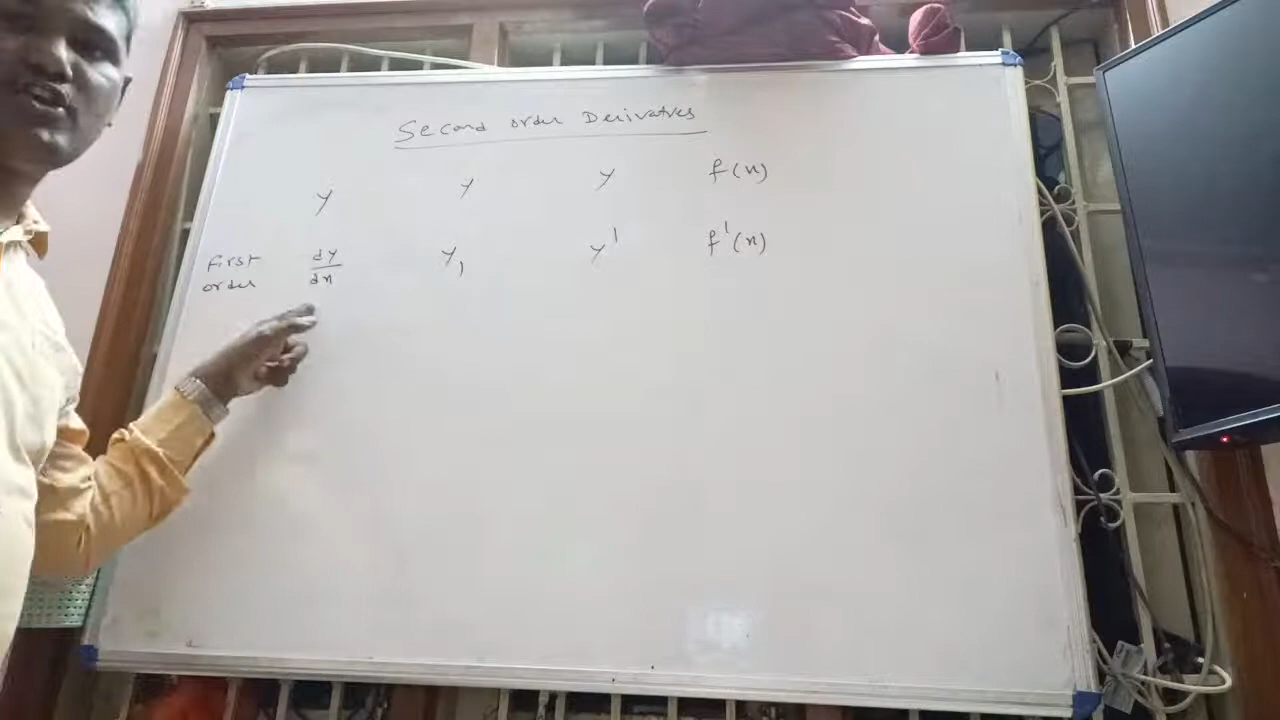 Second order Derivatives
y y y f(x)
First order dy/dx y₁ y' f'(x)